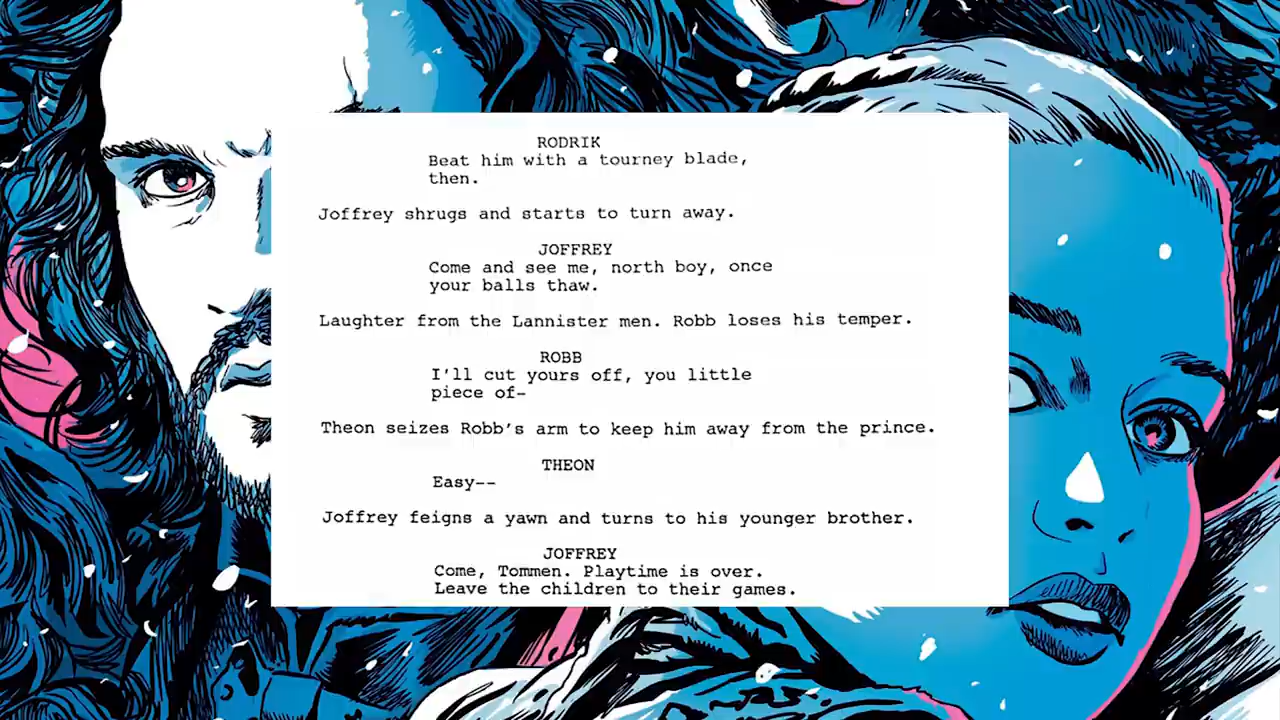 RODRIK
Beat him with a tourney blade,
then.
Joffrey shrugs and starts to turn away.
JOFFREY
Come and see me, north boy, once
your balls thaw.
Laughter from the Lannister men. Robb loses his temper.
ROBB
I'll cut yours off, you little
piece of-
Theon seizes Robb's arm to keep him away from the prince.
THEON
Easy--
Joffrey feigns a yawn and turns to his younger brother.
JOFFREY
Come, Tommen. Playtime is over.
Leave the children to their games.